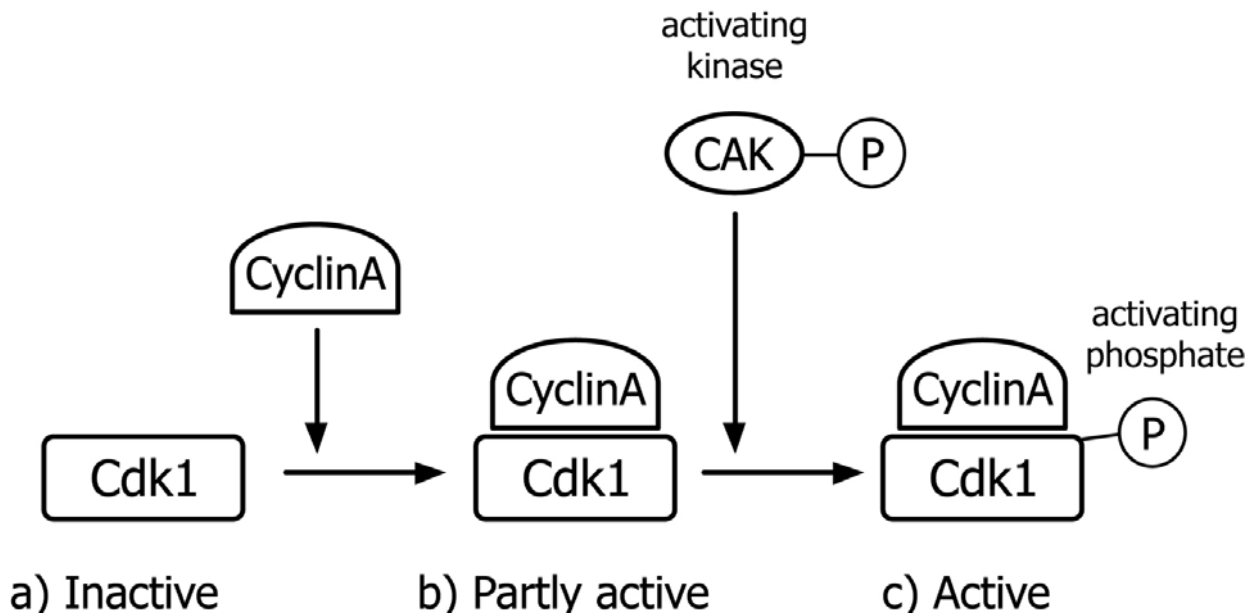 activating
kinase
CAK
P
CyclinA
activating
phosphate
CyclinA
CyclinA
P
Cdk1
Cdk1
Cdk1
a) Inactive
b) Partly active
c) Active